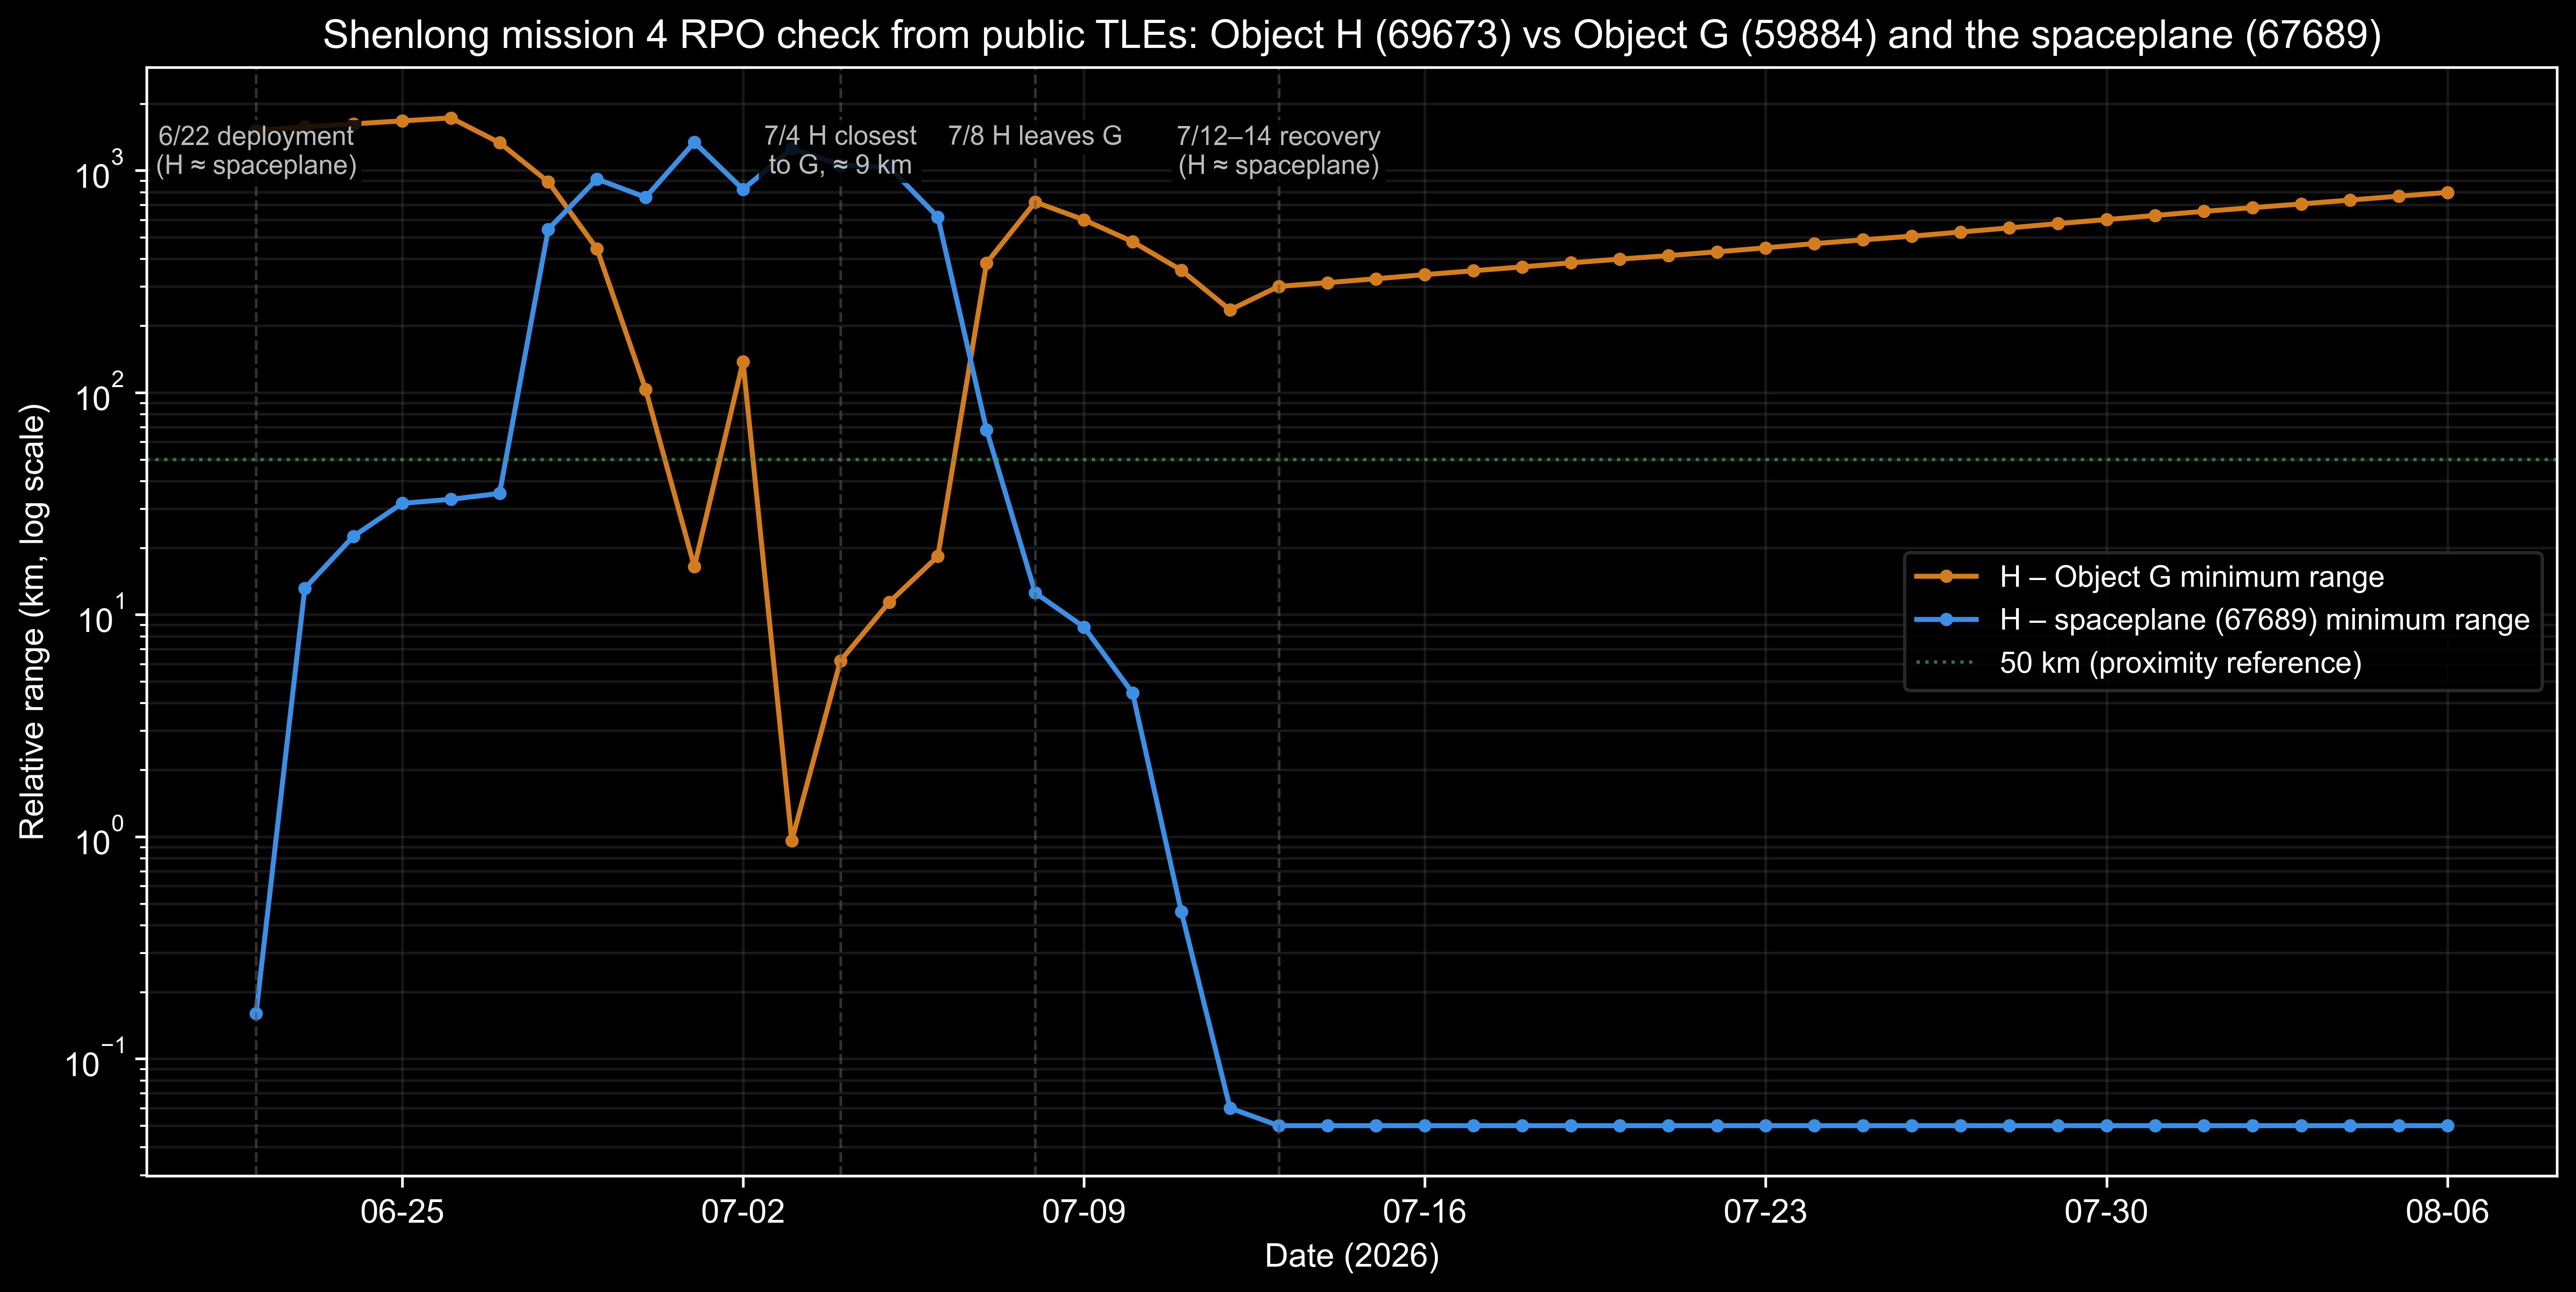 Shenlong mission 4 RPO check from public TLEs: Object H (69673) vs Object G (59884) and the spaceplane (67689)
6/22 deployment
(H ≈ spaceplane)
7/4 H closest
to G, ≈ 9 km
7/8 H leaves G
7/12–14 recovery
(H ≈ spaceplane)
Relative range (km, log scale)
10³
10²
10¹
10⁰
10⁻¹
H – Object G minimum range
H – spaceplane (67689) minimum range
50 km (proximity reference)
06-25
07-02
07-09
07-16
07-23
07-30
08-06
Date (2026)